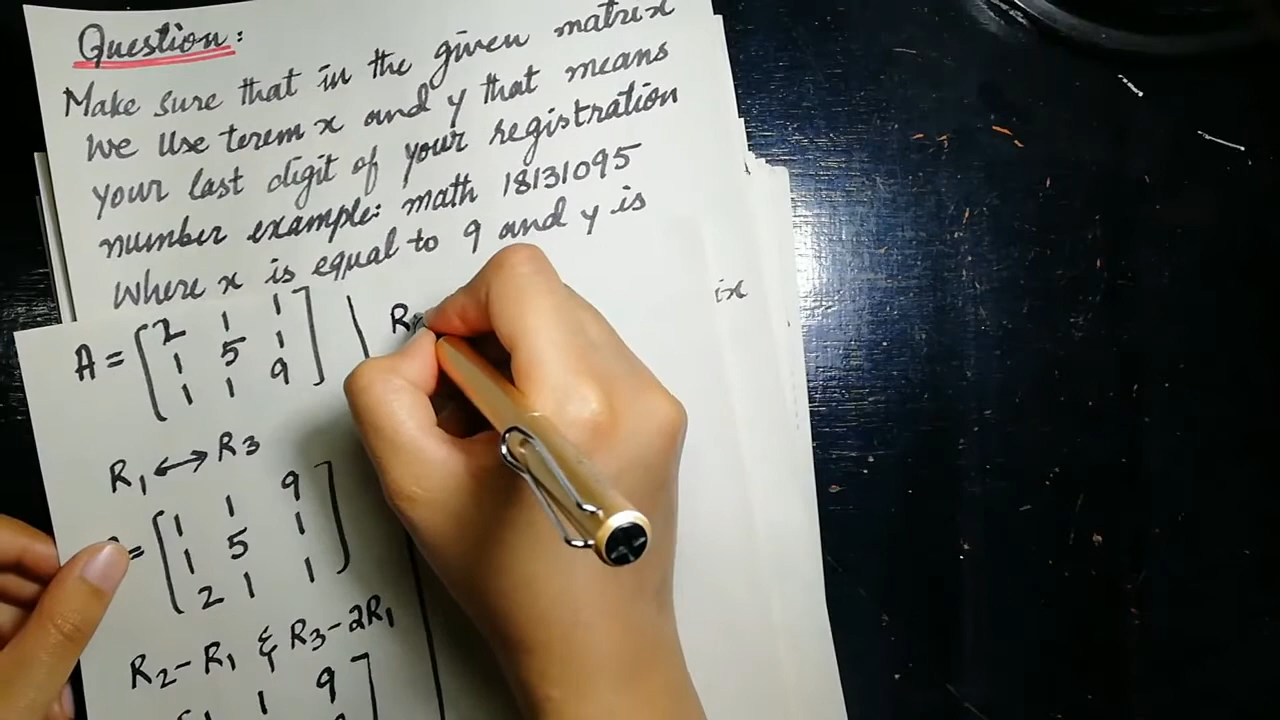 Question:
Make sure that in the given matrix
We Use terem x and y that means
your last digit of your registration
number example: math 18131095
Where x is equal to 9 and y is
ix
A = [ 2 1 1
1 5 1
1 1 9 ]
R1 ↔ R3
= [ 1 1 9
1 5 1
2 1 1 ]
R2 - R1 & R3 - 2R1
1 9 ]
R